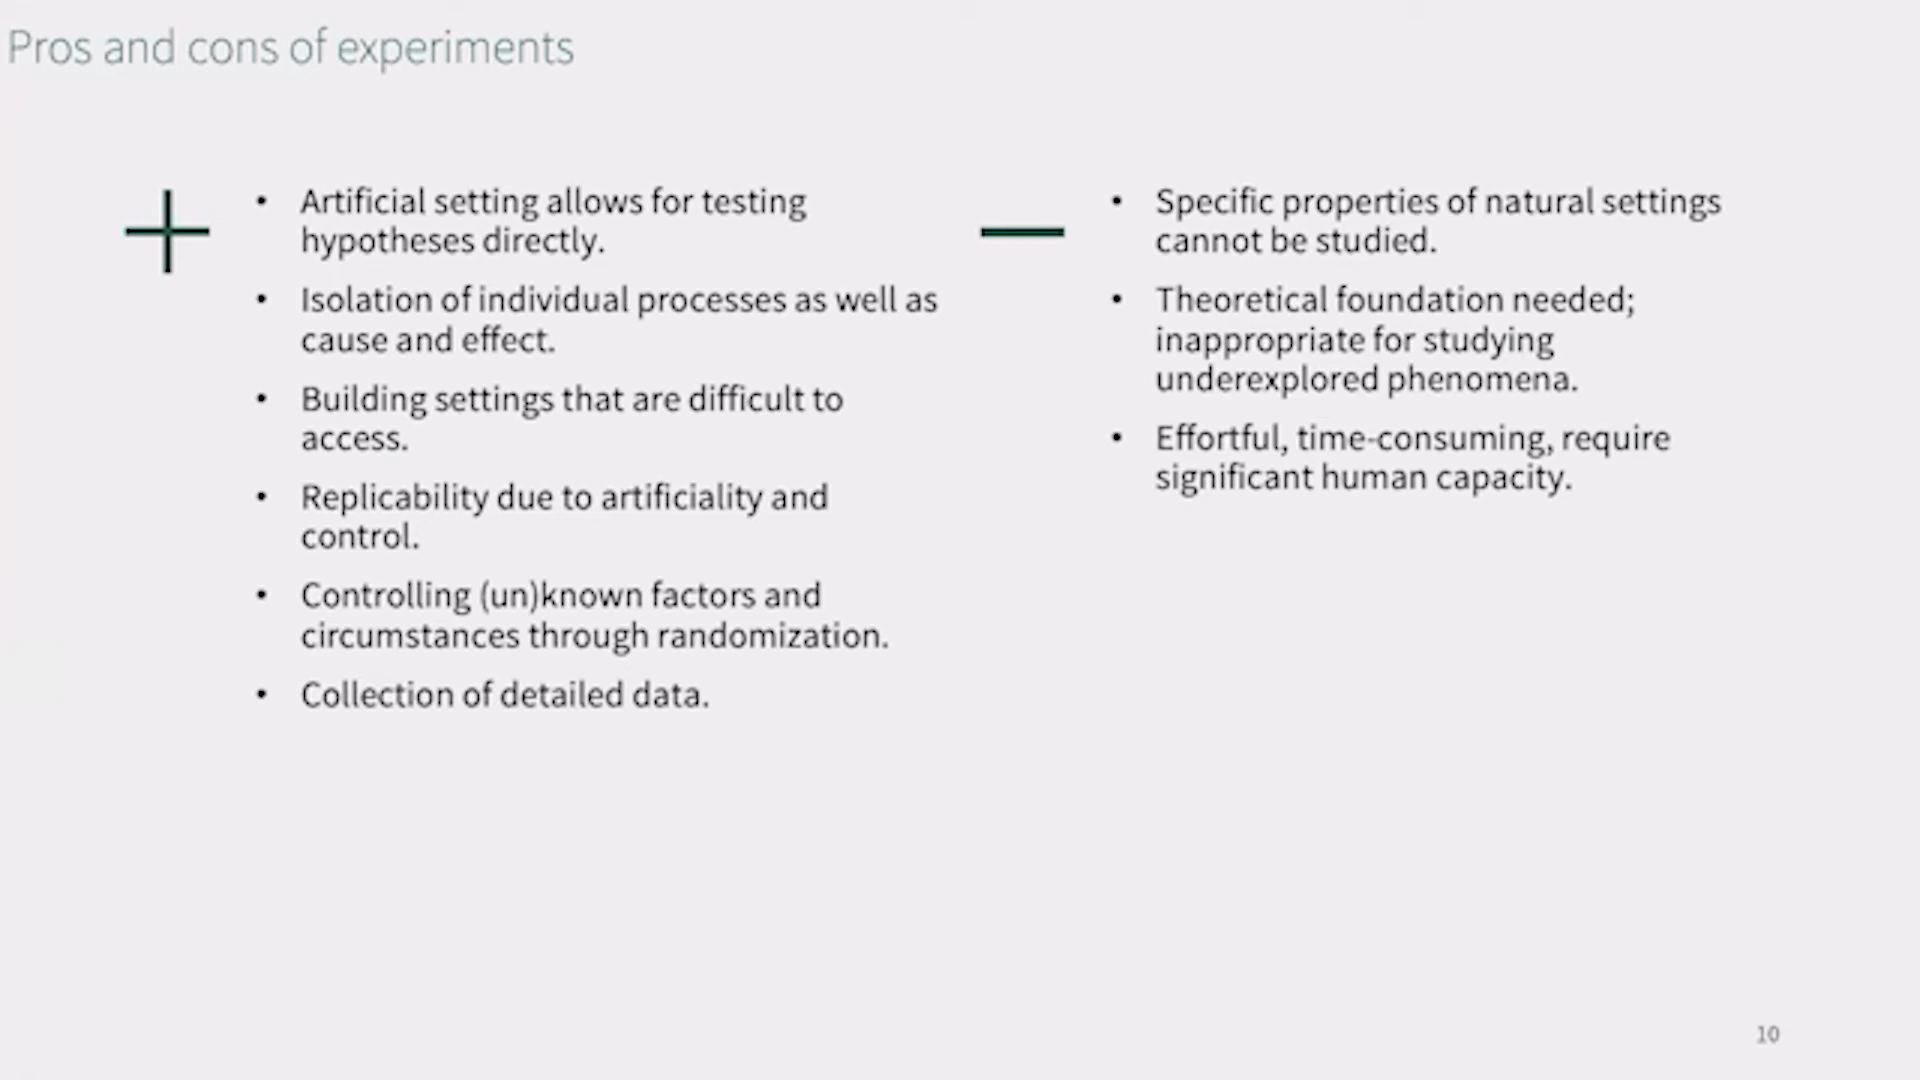 Pros and cons of experiments
• Artificial setting allows for testing
hypotheses directly.
• Isolation of individual processes as well as
cause and effect.
• Building settings that are difficult to
access.
• Replicability due to artificiality and
control.
• Controlling (un)known factors and
circumstances through randomization.
• Collection of detailed data.
• Specific properties of natural settings
cannot be studied.
• Theoretical foundation needed;
inappropriate for studying
underexplored phenomena.
• Effortful, time-consuming, require
significant human capacity.
10